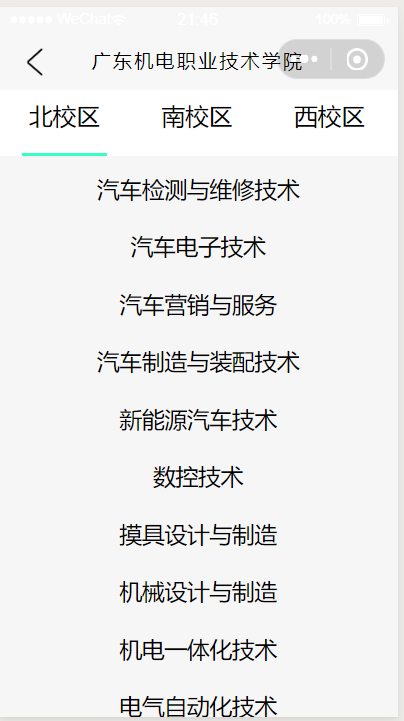 WeChat 21:46 100%
广东机电职业技术学院
北校区 南校区 西校区
汽车检测与维修技术
汽车电子技术
汽车营销与服务
汽车制造与装配技术
新能源汽车技术
数控技术
摸具设计与制造
机械设计与制造
机电一体化技术
电气自动化技术